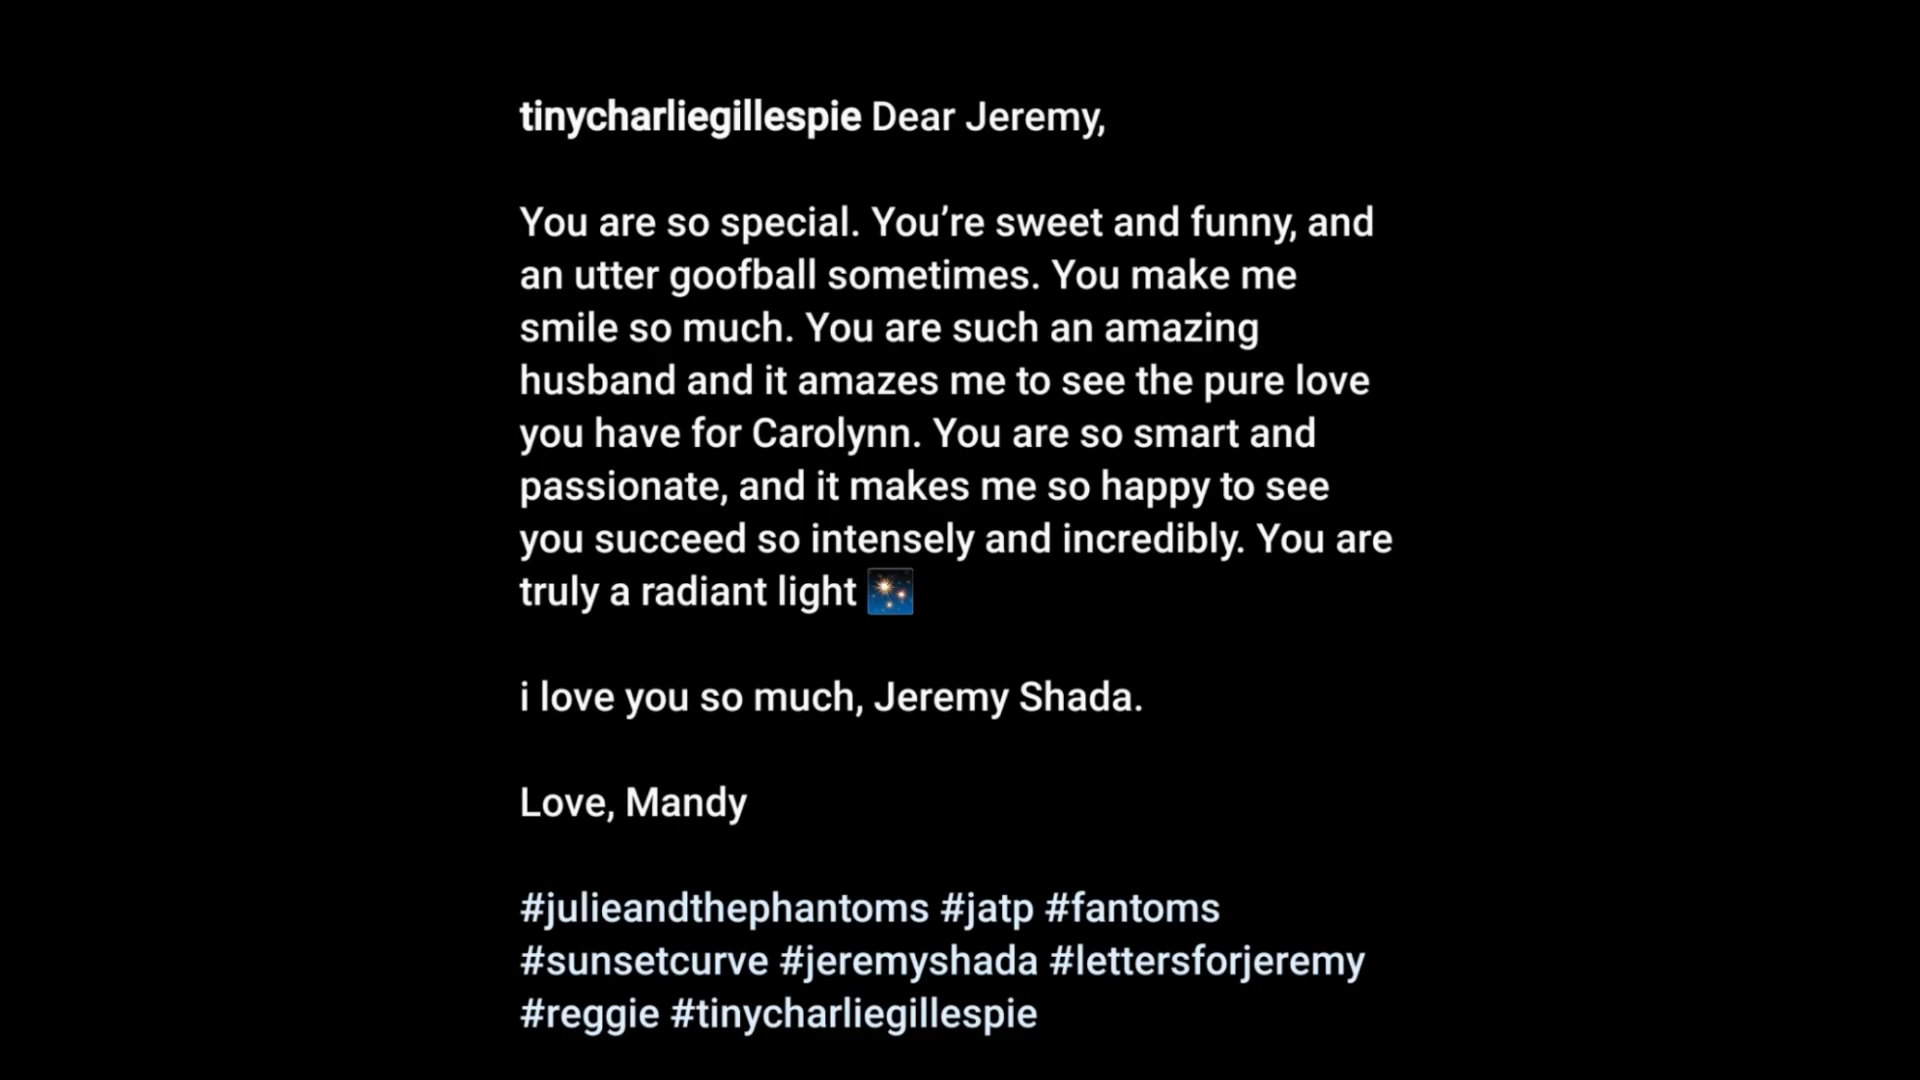 tinycharliegillespie Dear Jeremy,
You are so special. You’re sweet and funny, and
an utter goofball sometimes. You make me
smile so much. You are such an amazing
husband and it amazes me to see the pure love
you have for Carolynn. You are so smart and
passionate, and it makes me so happy to see
you succeed so intensely and incredibly. You are
truly a radiant light 🎇
i love you so much, Jeremy Shada.
Love, Mandy
#julieandthephantoms #jatp #fantoms
#sunsetcurve #jeremyshada #lettersforjeremy
#reggie #tinycharliegillespie